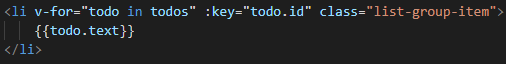 <li v-for="todo in todos" :key="todo.id" class="list-group-item">
    {{todo.text}}
</li>